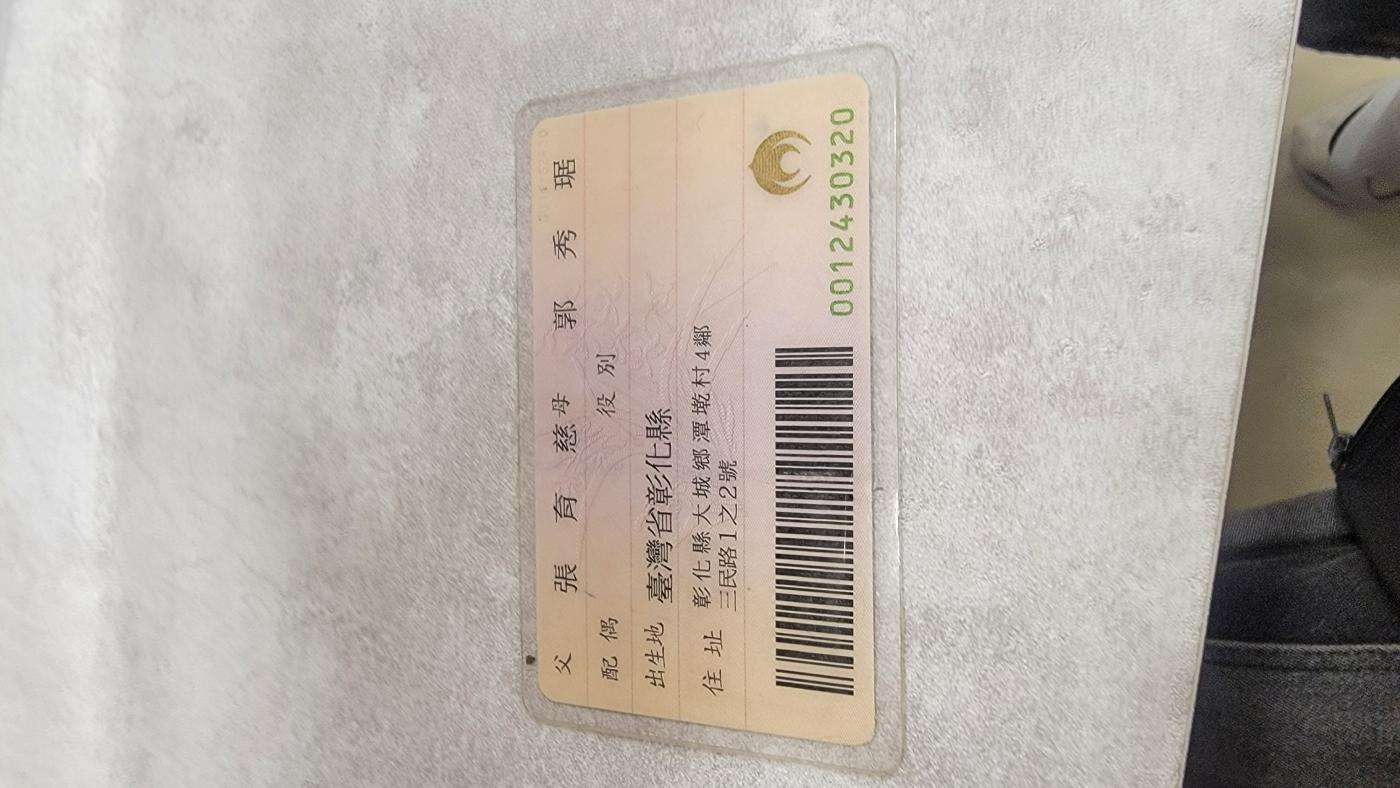 父 張育慈 母 郭秀琚
配偶 役別
出生地 臺灣省彰化縣
住址 彰化縣大城鄉潭墘村4鄰
三民路1之2號
0012430320